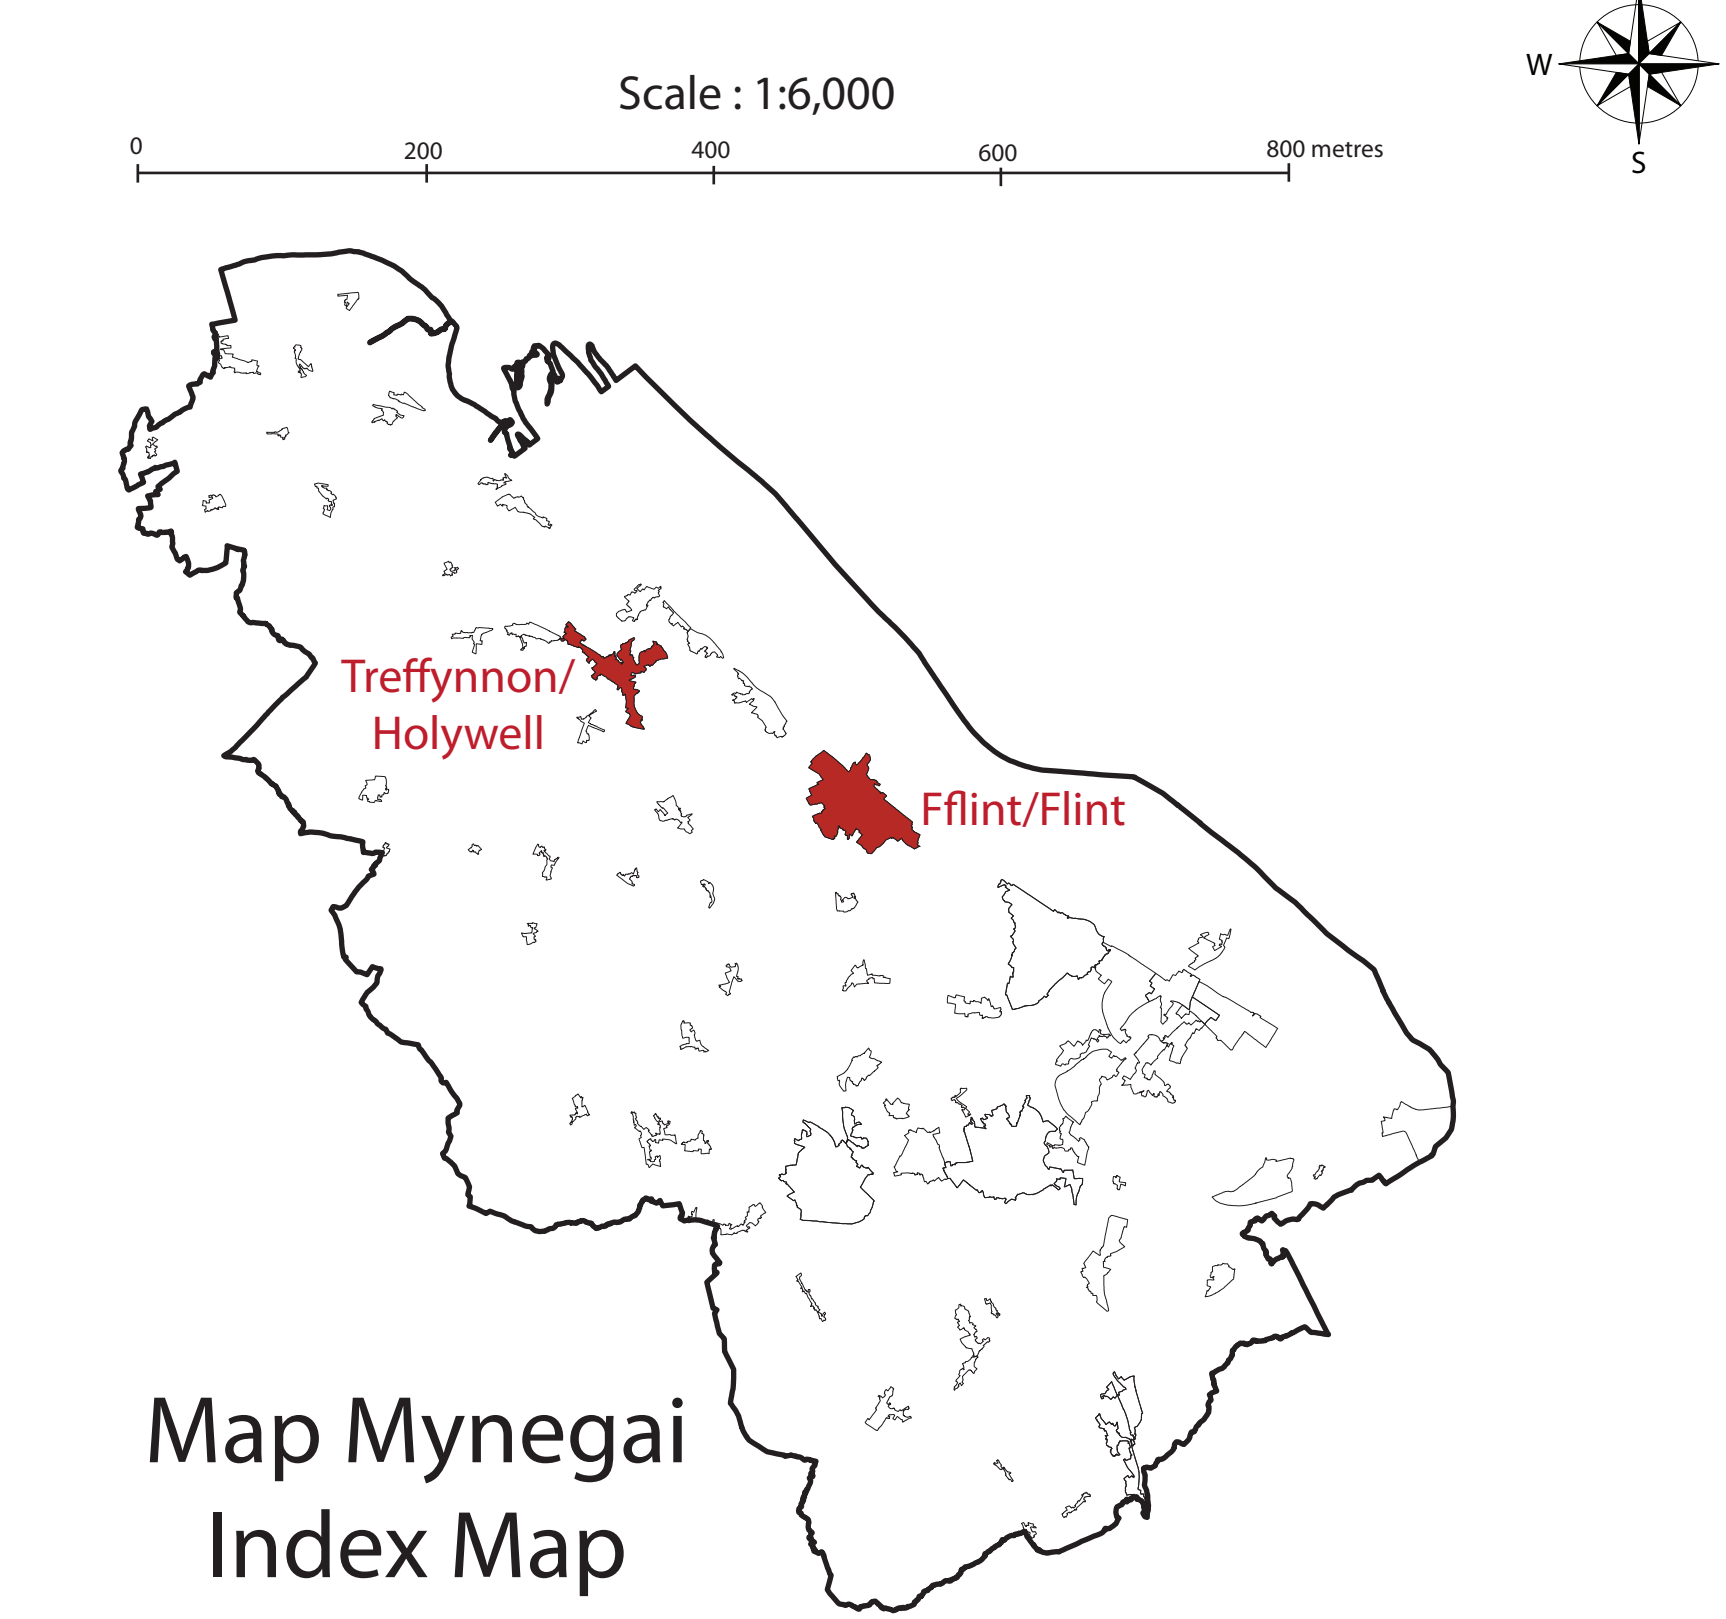 Scale : 1:6,000
0 200 400 600 800 metres
W
S
Treffynnon/
Holywell
Fflint/Flint
Map Mynegai
Index Map